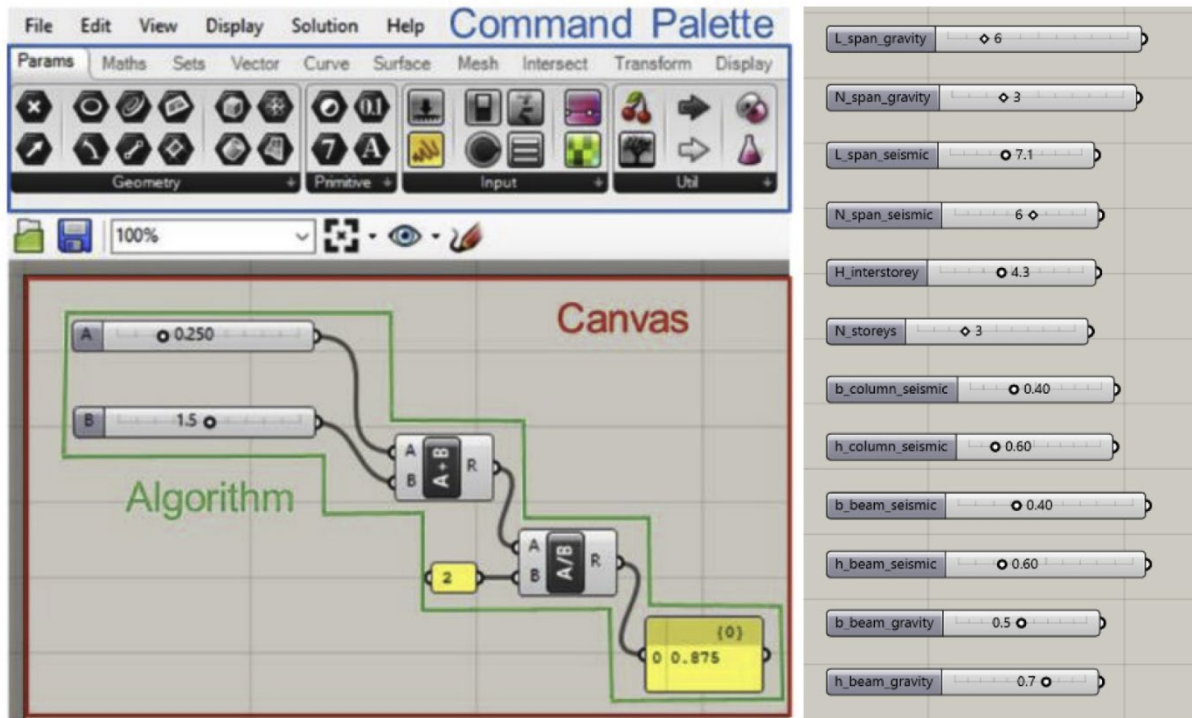 File Edit View Display Solution Help Command Palette
Params Maths Sets Vector Curve Surface Mesh Intersect Transform Display
0.1
7 A
Geometry + Primitive + Input + Util +
100%
Canvas
A 0.250
B 1.5
A B A+B R
Algorithm
2
A B A/B R
{0}
0 0.875
L_span_gravity 6
N_span_gravity 3
L_span_seismic 7.1
N_span_seismic 6
H_interstorey 4.3
N_storeys 3
b_column_seismic 0.40
h_column_seismic 0.60
b_beam_seismic 0.40
h_beam_seismic 0.60
b_beam_gravity 0.5
h_beam_gravity 0.7